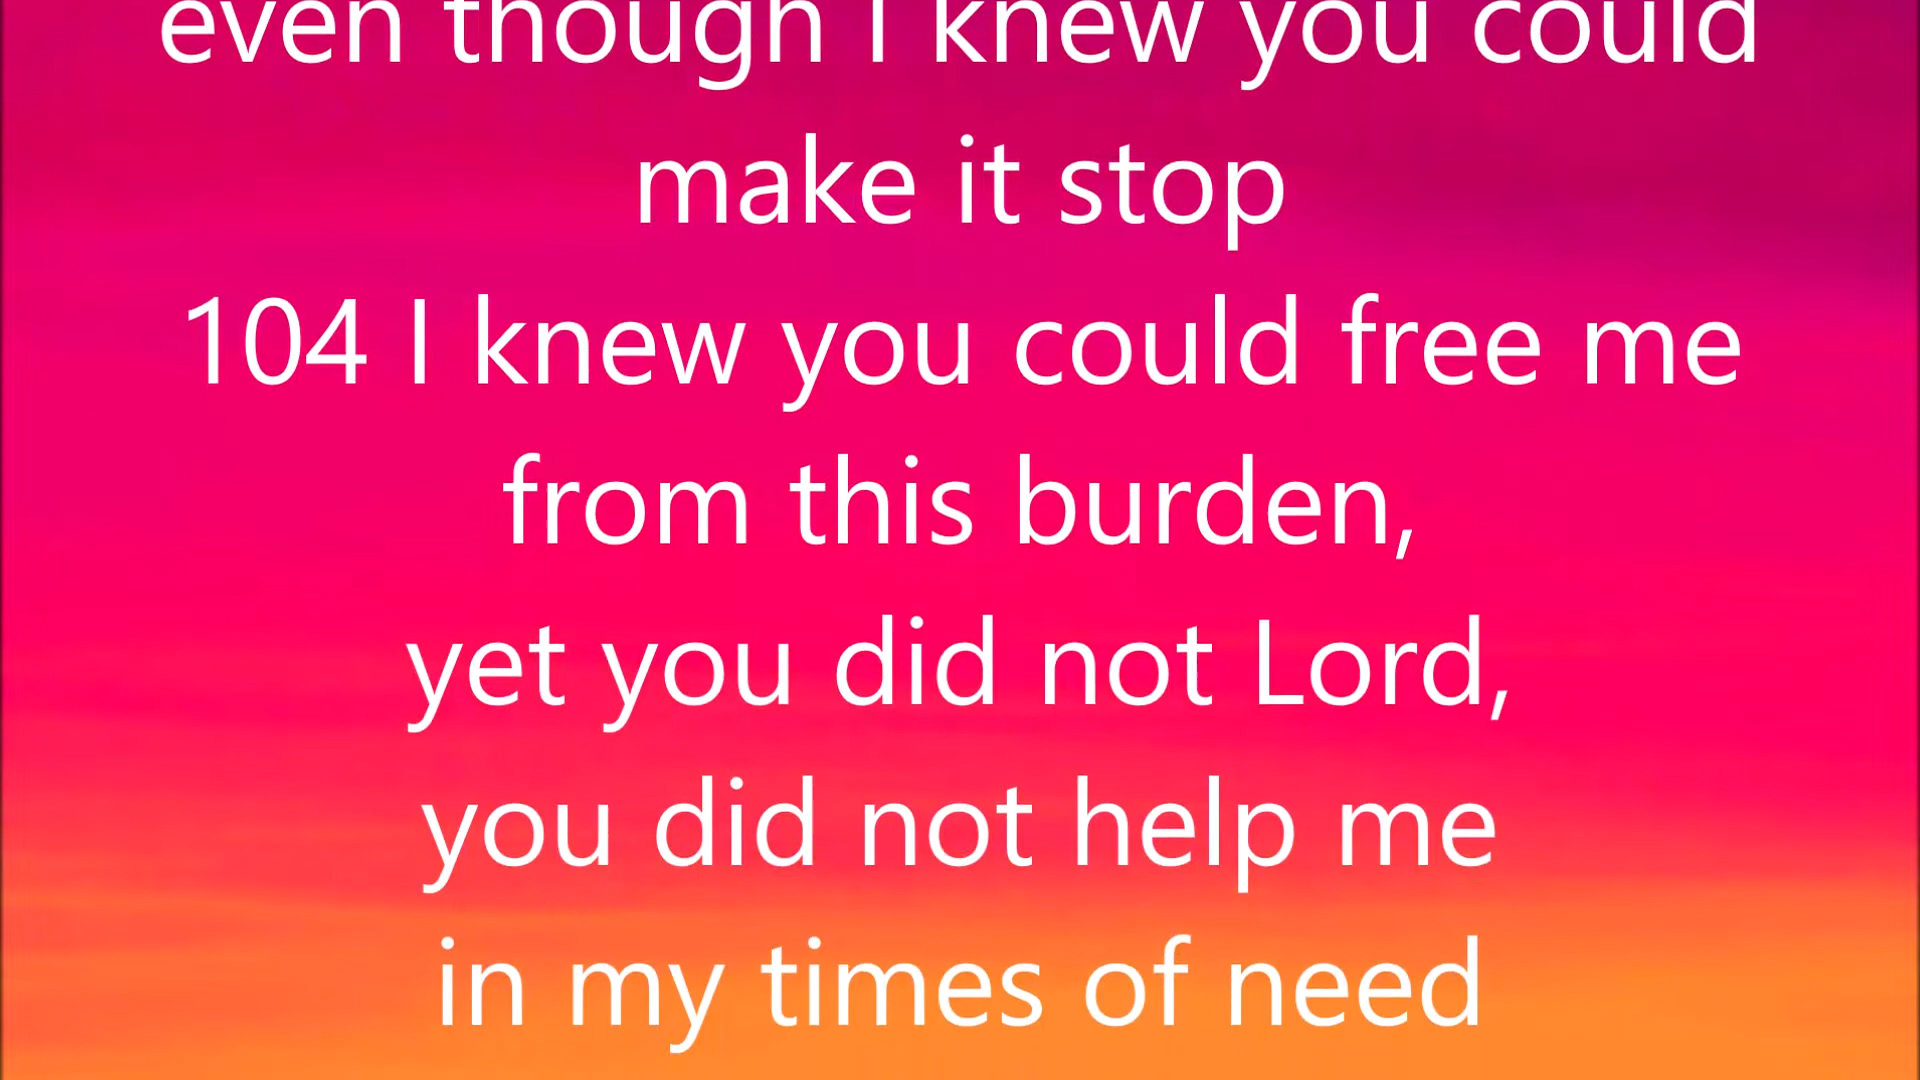 even though I knew you could
make it stop
104 I knew you could free me
from this burden,
yet you did not Lord,
you did not help me
in my times of need